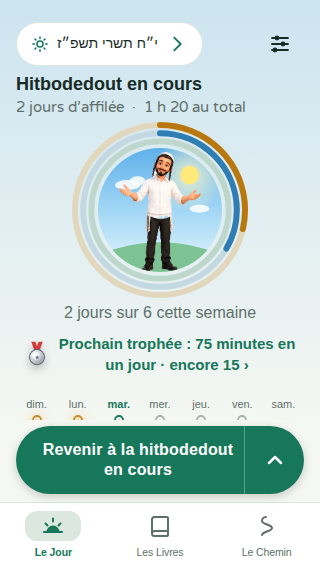 י״ח תשרי תשפ״ז
Hitbodedout en cours
2 jours d’affilée · 1 h 20 au total
2 jours sur 6 cette semaine
Prochain trophée : 75 minutes en
un jour · encore 15 ›
dim. lun. mar. mer. jeu. ven. sam.
Revenir à la hitbodedout
en cours
Le Jour Les Livres Le Chemin